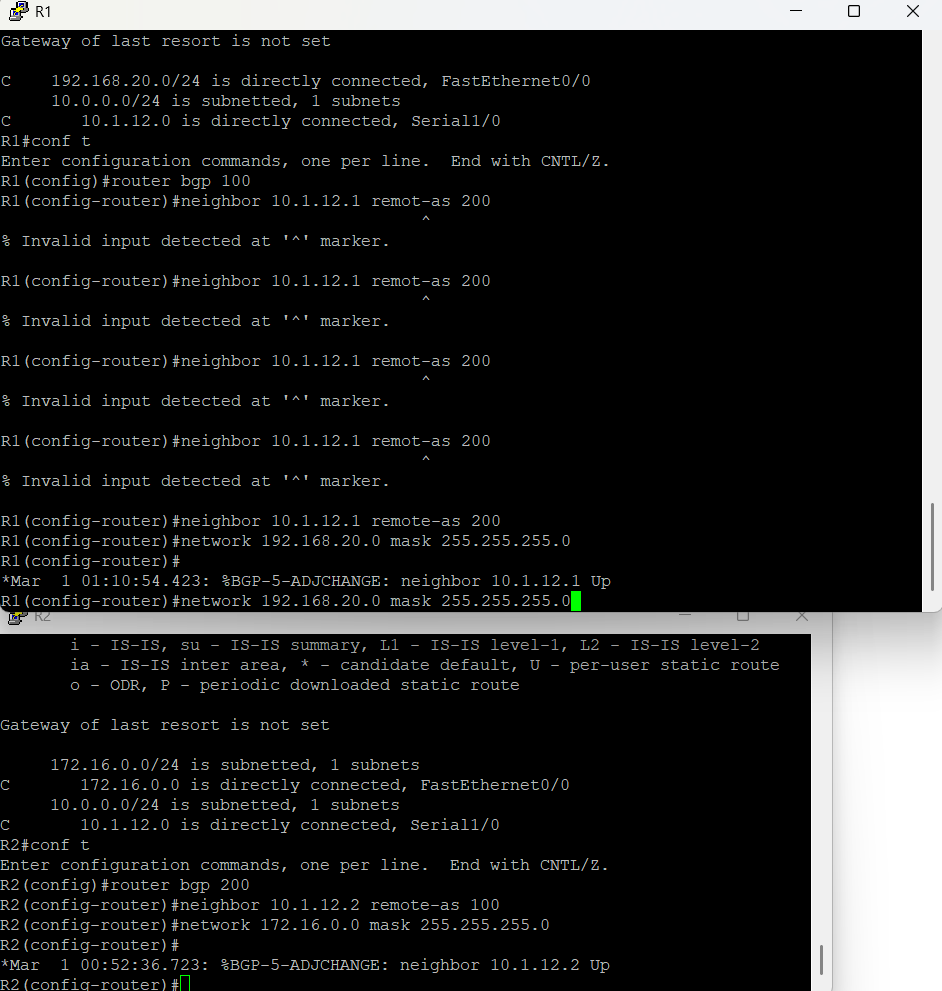 R1
Gateway of last resort is not set
C    192.168.20.0/24 is directly connected, FastEthernet0/0
     10.0.0.0/24 is subnetted, 1 subnets
C       10.1.12.0 is directly connected, Serial1/0
R1#conf t
Enter configuration commands, one per line.  End with CNTL/Z.
R1(config)#router bgp 100
R1(config-router)#neighbor 10.1.12.1 remot-as 200
^
% Invalid input detected at '^' marker.
R1(config-router)#neighbor 10.1.12.1 remot-as 200
^
% Invalid input detected at '^' marker.
R1(config-router)#neighbor 10.1.12.1 remot-as 200
^
% Invalid input detected at '^' marker.
R1(config-router)#neighbor 10.1.12.1 remot-as 200
^
% Invalid input detected at '^' marker.
R1(config-router)#neighbor 10.1.12.1 remote-as 200
R1(config-router)#network 192.168.20.0 mask 255.255.255.0
R1(config-router)#
*Mar  1 01:10:54.423: %BGP-5-ADJCHANGE: neighbor 10.1.12.1 Up
R1(config-router)#network 192.168.20.0 mask 255.255.255.0
R2
i - IS-IS, su - IS-IS summary, L1 - IS-IS level-1, L2 - IS-IS level-2
ia - IS-IS inter area, * - candidate default, U - per-user static route
o - ODR, P - periodic downloaded static route
Gateway of last resort is not set
     172.16.0.0/24 is subnetted, 1 subnets
C       172.16.0.0 is directly connected, FastEthernet0/0
     10.0.0.0/24 is subnetted, 1 subnets
C       10.1.12.0 is directly connected, Serial1/0
R2#conf t
Enter configuration commands, one per line.  End with CNTL/Z.
R2(config)#router bgp 200
R2(config-router)#neighbor 10.1.12.2 remote-as 100
R2(config-router)#network 172.16.0.0 mask 255.255.255.0
R2(config-router)#
*Mar  1 00:52:36.723: %BGP-5-ADJCHANGE: neighbor 10.1.12.2 Up
R2(config-router)#